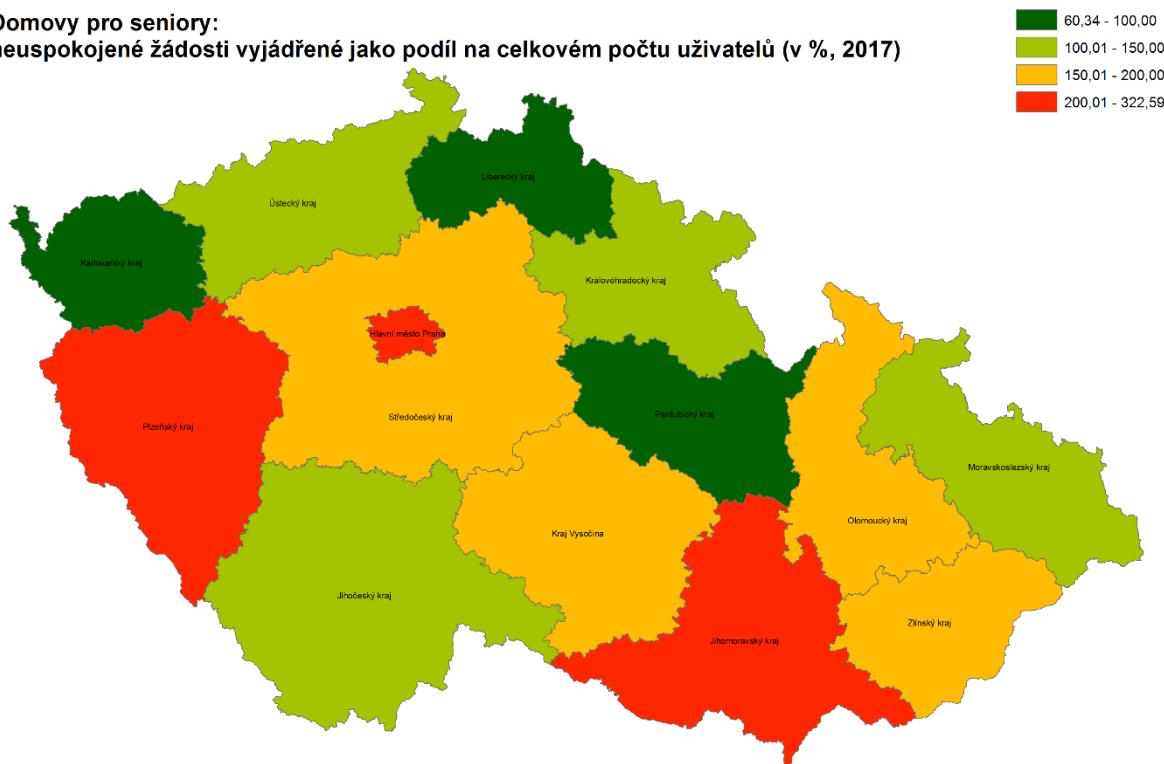 Domovy pro seniory:
neuspokojené žádosti vyjádřené jako podíl na celkovém počtu uživatelů (v %, 2017)
60,34 - 100,00
100,01 - 150,00
150,01 - 200,00
200,01 - 322,59
Liberecký kraj
Ústecký kraj
Karlovarský kraj
Královéhradecký kraj
Hlavní město Praha
Středočeský kraj
Pardubický kraj
Plzeňský kraj
Moravskoslezský kraj
Olomoucký kraj
Kraj Vysočina
Jihočeský kraj
Zlínský kraj
Jihomoravský kraj